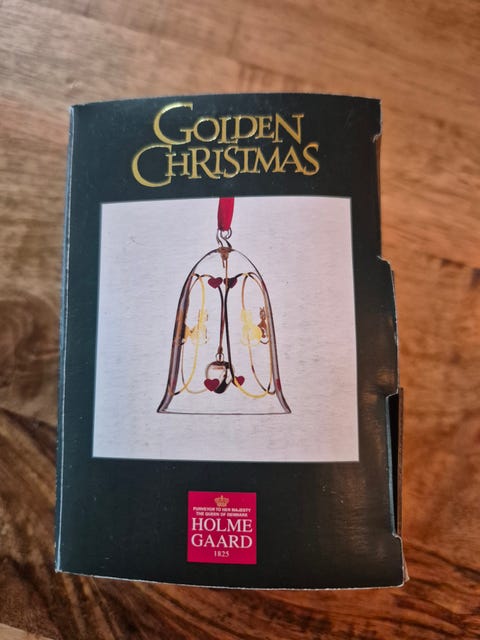 GOLDEN
CHRISTMAS
PURVEYOR TO HER MAJESTY
THE QUEEN OF DENMARK
HOLME
GAARD
1825